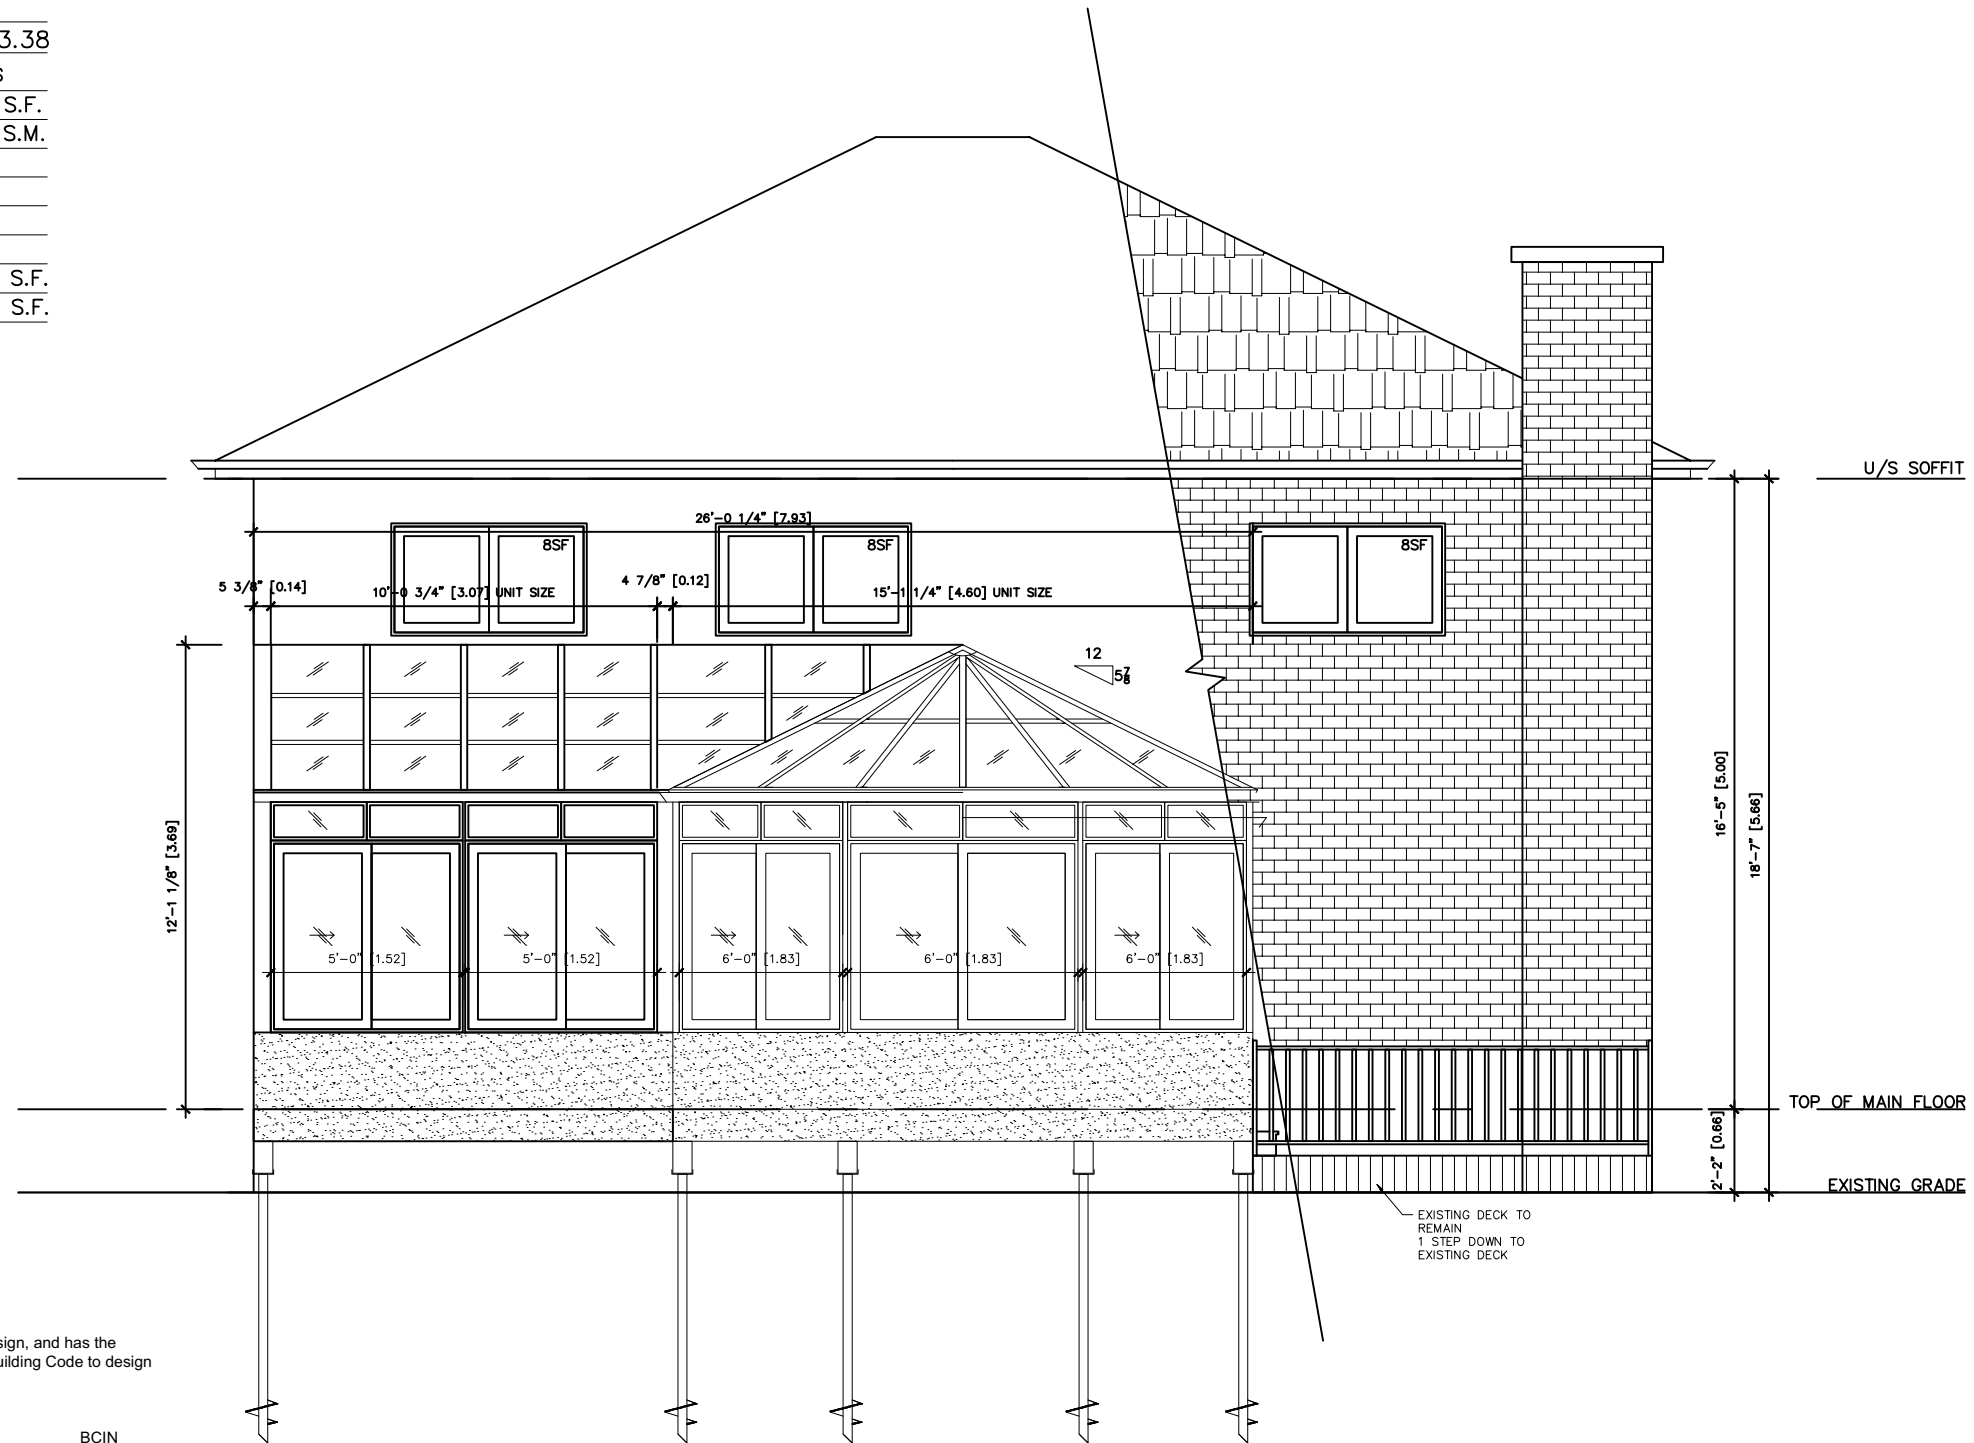 3.38
S
S.F.
S.M.
S.F.
S.F.
U/S SOFFIT
26'-0 1/4" [7.93]
8SF
8SF
8SF
5 3/8" [0.14]
10'-0 3/4" [3.07] UNIT SIZE
4 7/8" [0.12]
15'-1 1/4" [4.60] UNIT SIZE
12
5 7/8
16'-5" [5.00]
18'-7" [5.66]
12'-1 1/8" [3.69]
5'-0" [1.52]
5'-0" [1.52]
6'-0" [1.83]
6'-0" [1.83]
6'-0" [1.83]
TOP OF MAIN FLOOR
2'-2" [0.66]
EXISTING GRADE
EXISTING DECK TO
REMAIN
1 STEP DOWN TO
EXISTING DECK
sign, and has the
uilding Code to design
BCIN